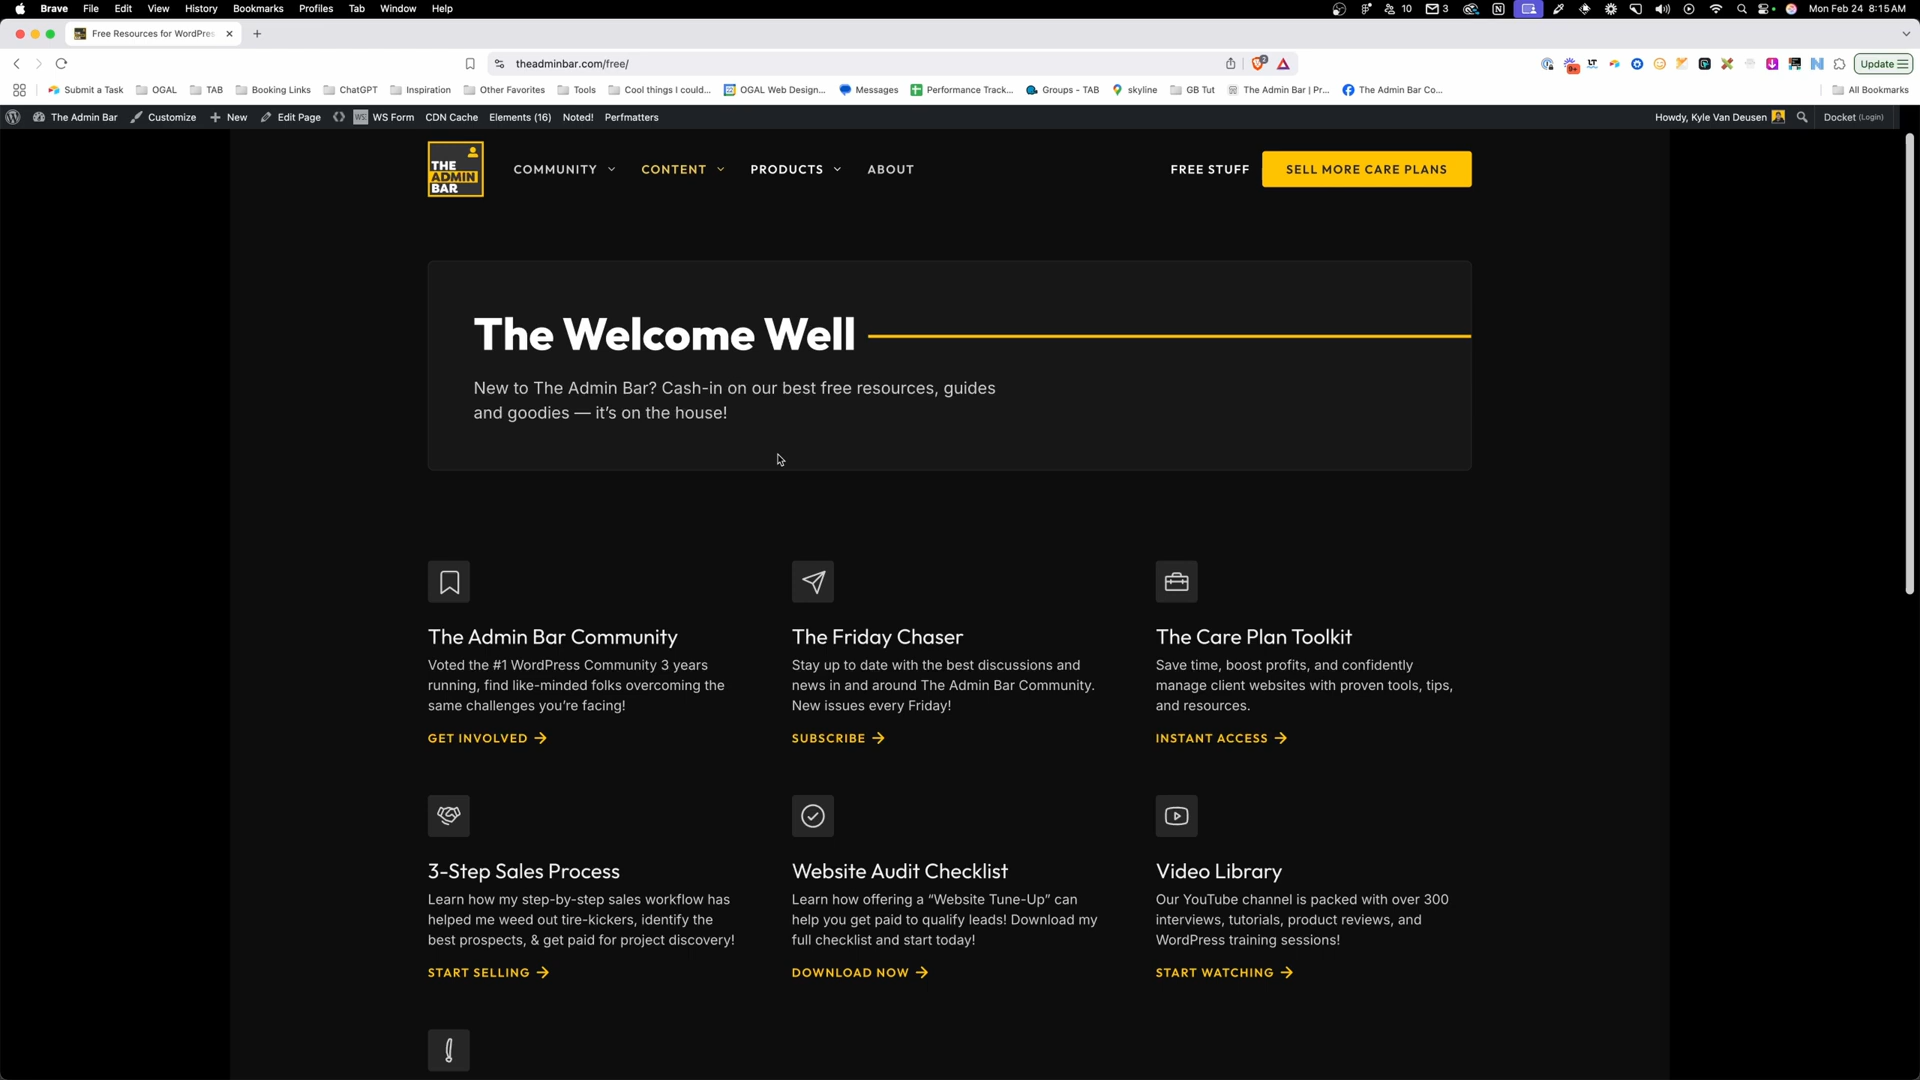 Brave File Edit View History Bookmarks Profiles Tab Window Help 10 3 Mon Feb 24 8:15 AM
Free Resources for WordPres
theadminbar.com/free/ 2 9+ LT Update
Submit a Task OGAL TAB Booking Links ChatGPT Inspiration Other Favorites Tools Cool things I could... OGAL Web Design... Messages Performance Track... Groups - TAB skyline GB Tut The Admin Bar | Pr... The Admin Bar Co... All Bookmarks
The Admin Bar Customize New Edit Page WS WS Form CDN Cache Elements (16) Noted! Perfmatters Howdy, Kyle Van Deusen Docket (Login)
THE
ADMIN
BAR
COMMUNITY CONTENT PRODUCTS ABOUT FREE STUFF SELL MORE CARE PLANS
The Welcome Well
New to The Admin Bar? Cash-in on our best free resources, guides
and goodies — it’s on the house!
The Admin Bar Community
Voted the #1 WordPress Community 3 years
running, find like-minded folks overcoming the
same challenges you’re facing!
GET INVOLVED
The Friday Chaser
Stay up to date with the best discussions and
news in and around The Admin Bar Community.
New issues every Friday!
SUBSCRIBE
The Care Plan Toolkit
Save time, boost profits, and confidently
manage client websites with proven tools, tips,
and resources.
INSTANT ACCESS
3-Step Sales Process
Learn how my step-by-step sales workflow has
helped me weed out tire-kickers, identify the
best prospects, & get paid for project discovery!
START SELLING
Website Audit Checklist
Learn how offering a “Website Tune-Up” can
help you get paid to qualify leads! Download my
full checklist and start today!
DOWNLOAD NOW
Video Library
Our YouTube channel is packed with over 300
interviews, tutorials, product reviews, and
WordPress training sessions!
START WATCHING